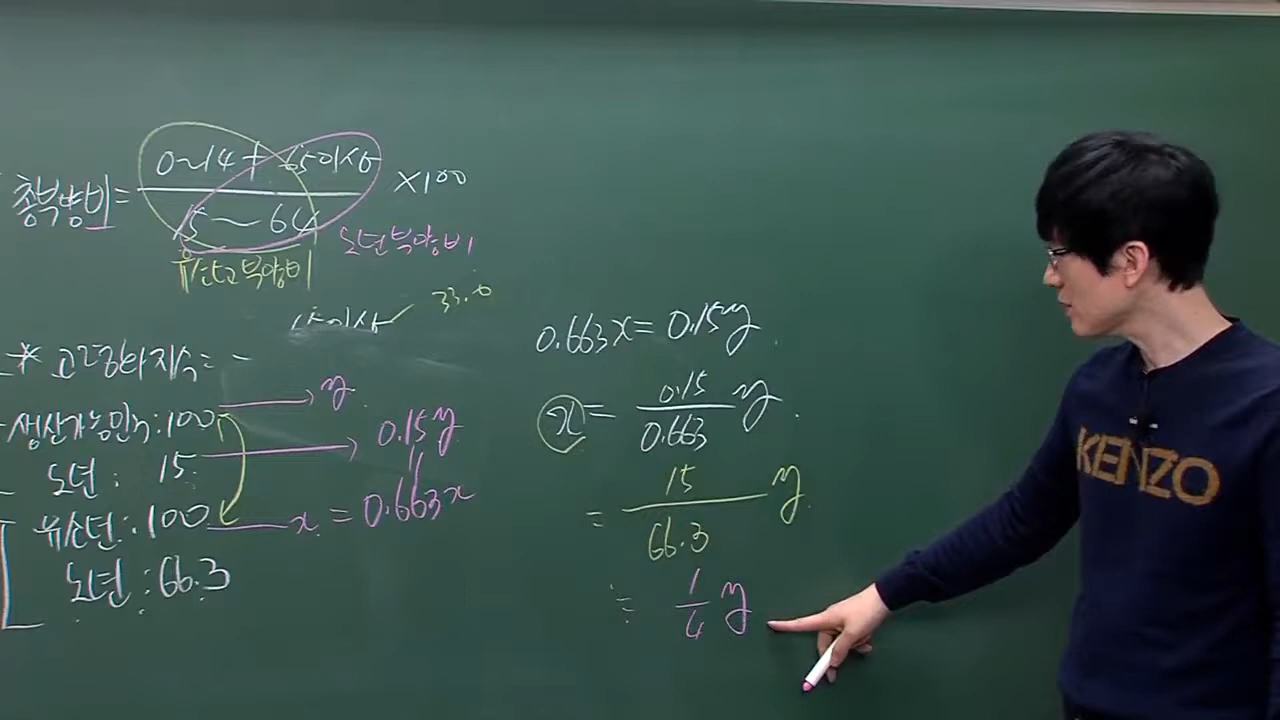 총부양비 = 0~14 + 65이상 / 15~64 ×100
유소년부양비
노년부양비
33.0
* 고령화지수 = -
생산가능인구 : 100 → y
노년 : 15 → 0.15y
유소년 : 100 — x = 0.663x
노년 : 66.3
0.663x = 0.15y
x = 0.15 / 0.663 y
= 15 / 66.3 y
≒ 1/4 y
KENZO